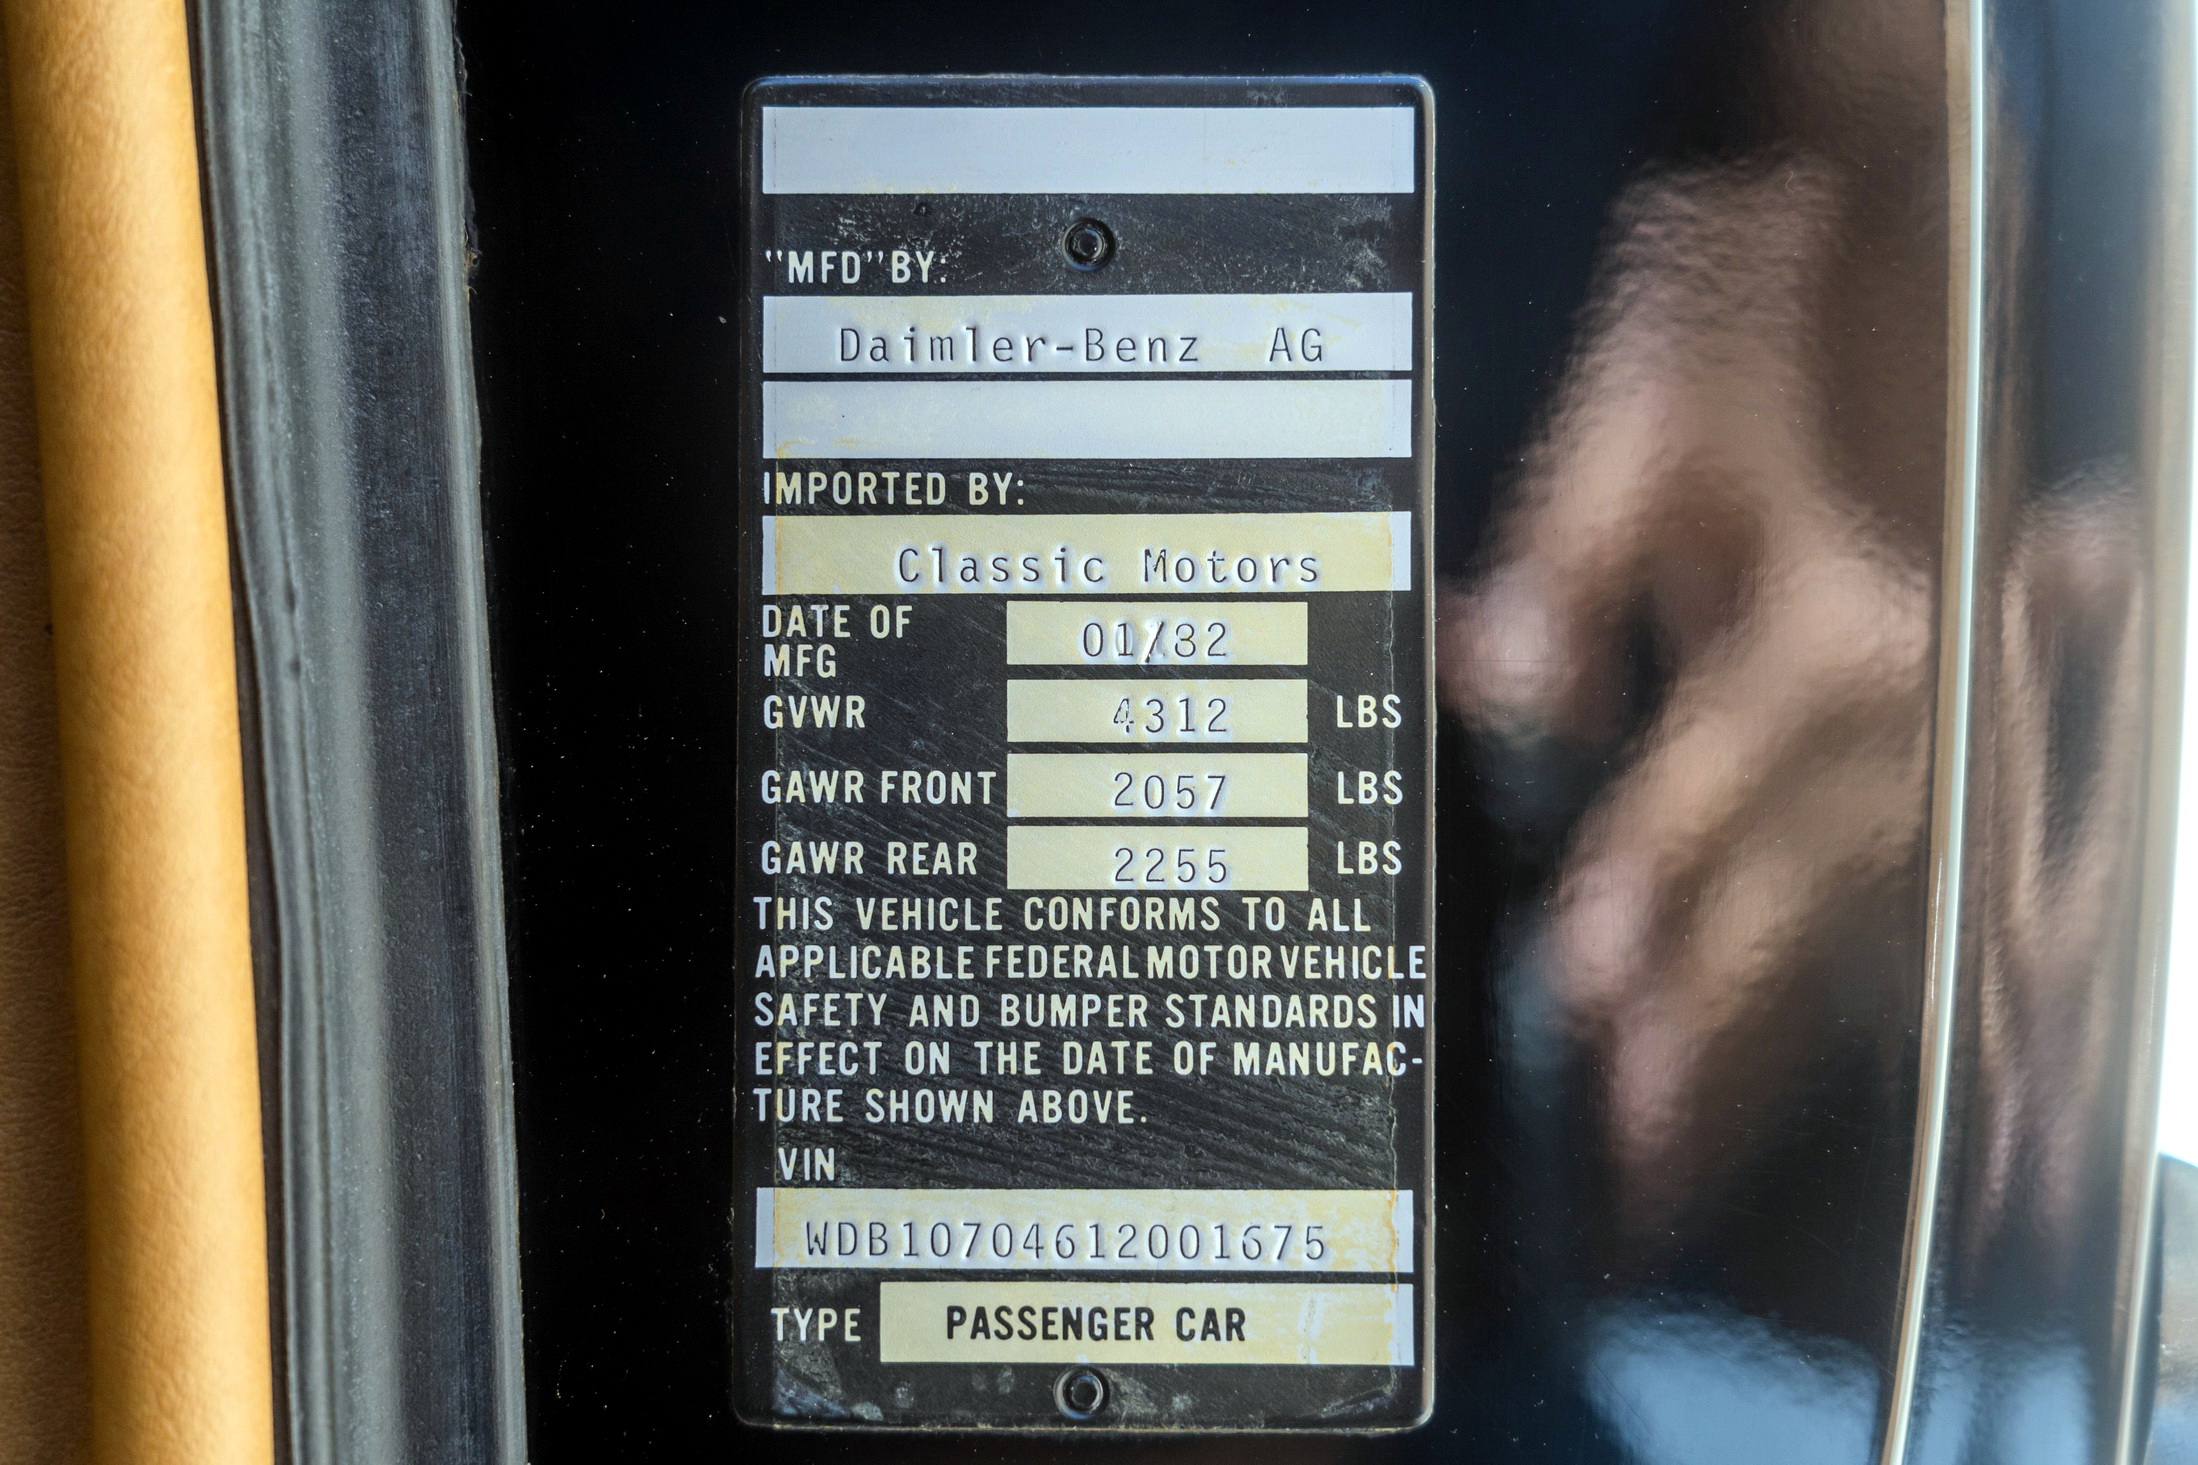 "MFD" BY:
Daimler-Benz AG
IMPORTED BY:
Classic Motors
DATE OF
MFG
01/82
GVWR 4312 LBS
GAWR FRONT 2057 LBS
GAWR REAR 2255 LBS
THIS VEHICLE CONFORMS TO ALL
APPLICABLE FEDERAL MOTOR VEHICLE
SAFETY AND BUMPER STANDARDS IN
EFFECT ON THE DATE OF MANUFAC-
TURE SHOWN ABOVE.
VIN
WDB10704612001675
TYPE PASSENGER CAR